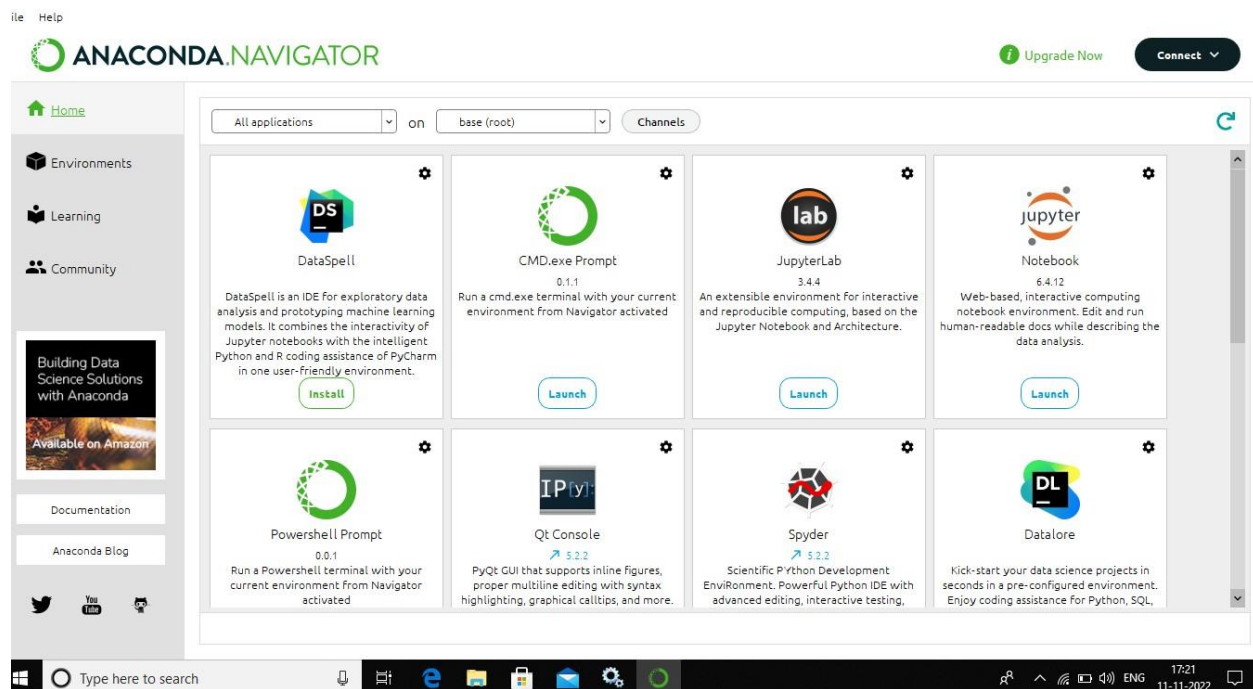 ile Help
ANACONDA.NAVIGATOR
Upgrade Now
Connect
Home
Environments
Learning
Community
Building Data
Science Solutions
with Anaconda
Available on Amazon
Documentation
Anaconda Blog
You
Tube
All applications
on
base (root)
Channels
DS
DataSpell
DataSpell is an IDE for exploratory data
analysis and prototyping machine learning
models. It combines the interactivity of
Jupyter notebooks with the intelligent
Python and R coding assistance of PyCharm
in one user-friendly environment.
Install
CMD.exe Prompt
0.1.1
Run a cmd.exe terminal with your current
environment from Navigator activated
Launch
lab
JupyterLab
3.4.4
An extensible environment for interactive
and reproducible computing, based on the
Jupyter Notebook and Architecture.
Launch
jupyter
Notebook
6.4.12
Web-based, interactive computing
notebook environment. Edit and run
human-readable docs while describing the
data analysis.
Launch
Powershell Prompt
0.0.1
Run a Powershell terminal with your
current environment from Navigator
activated
IP[y]:
Qt Console
5.2.2
PyQt GUI that supports inline figures,
proper multiline editing with syntax
highlighting, graphical calltips, and more.
Spyder
5.2.2
Scientific PYthon Development
EnviRonment. Powerful Python IDE with
advanced editing, interactive testing,
DL
Datalore
Kick-start your data science projects in
seconds in a pre-configured environment.
Enjoy coding assistance for Python, SQL,
Type here to search
ENG
17:21
11-11-2022